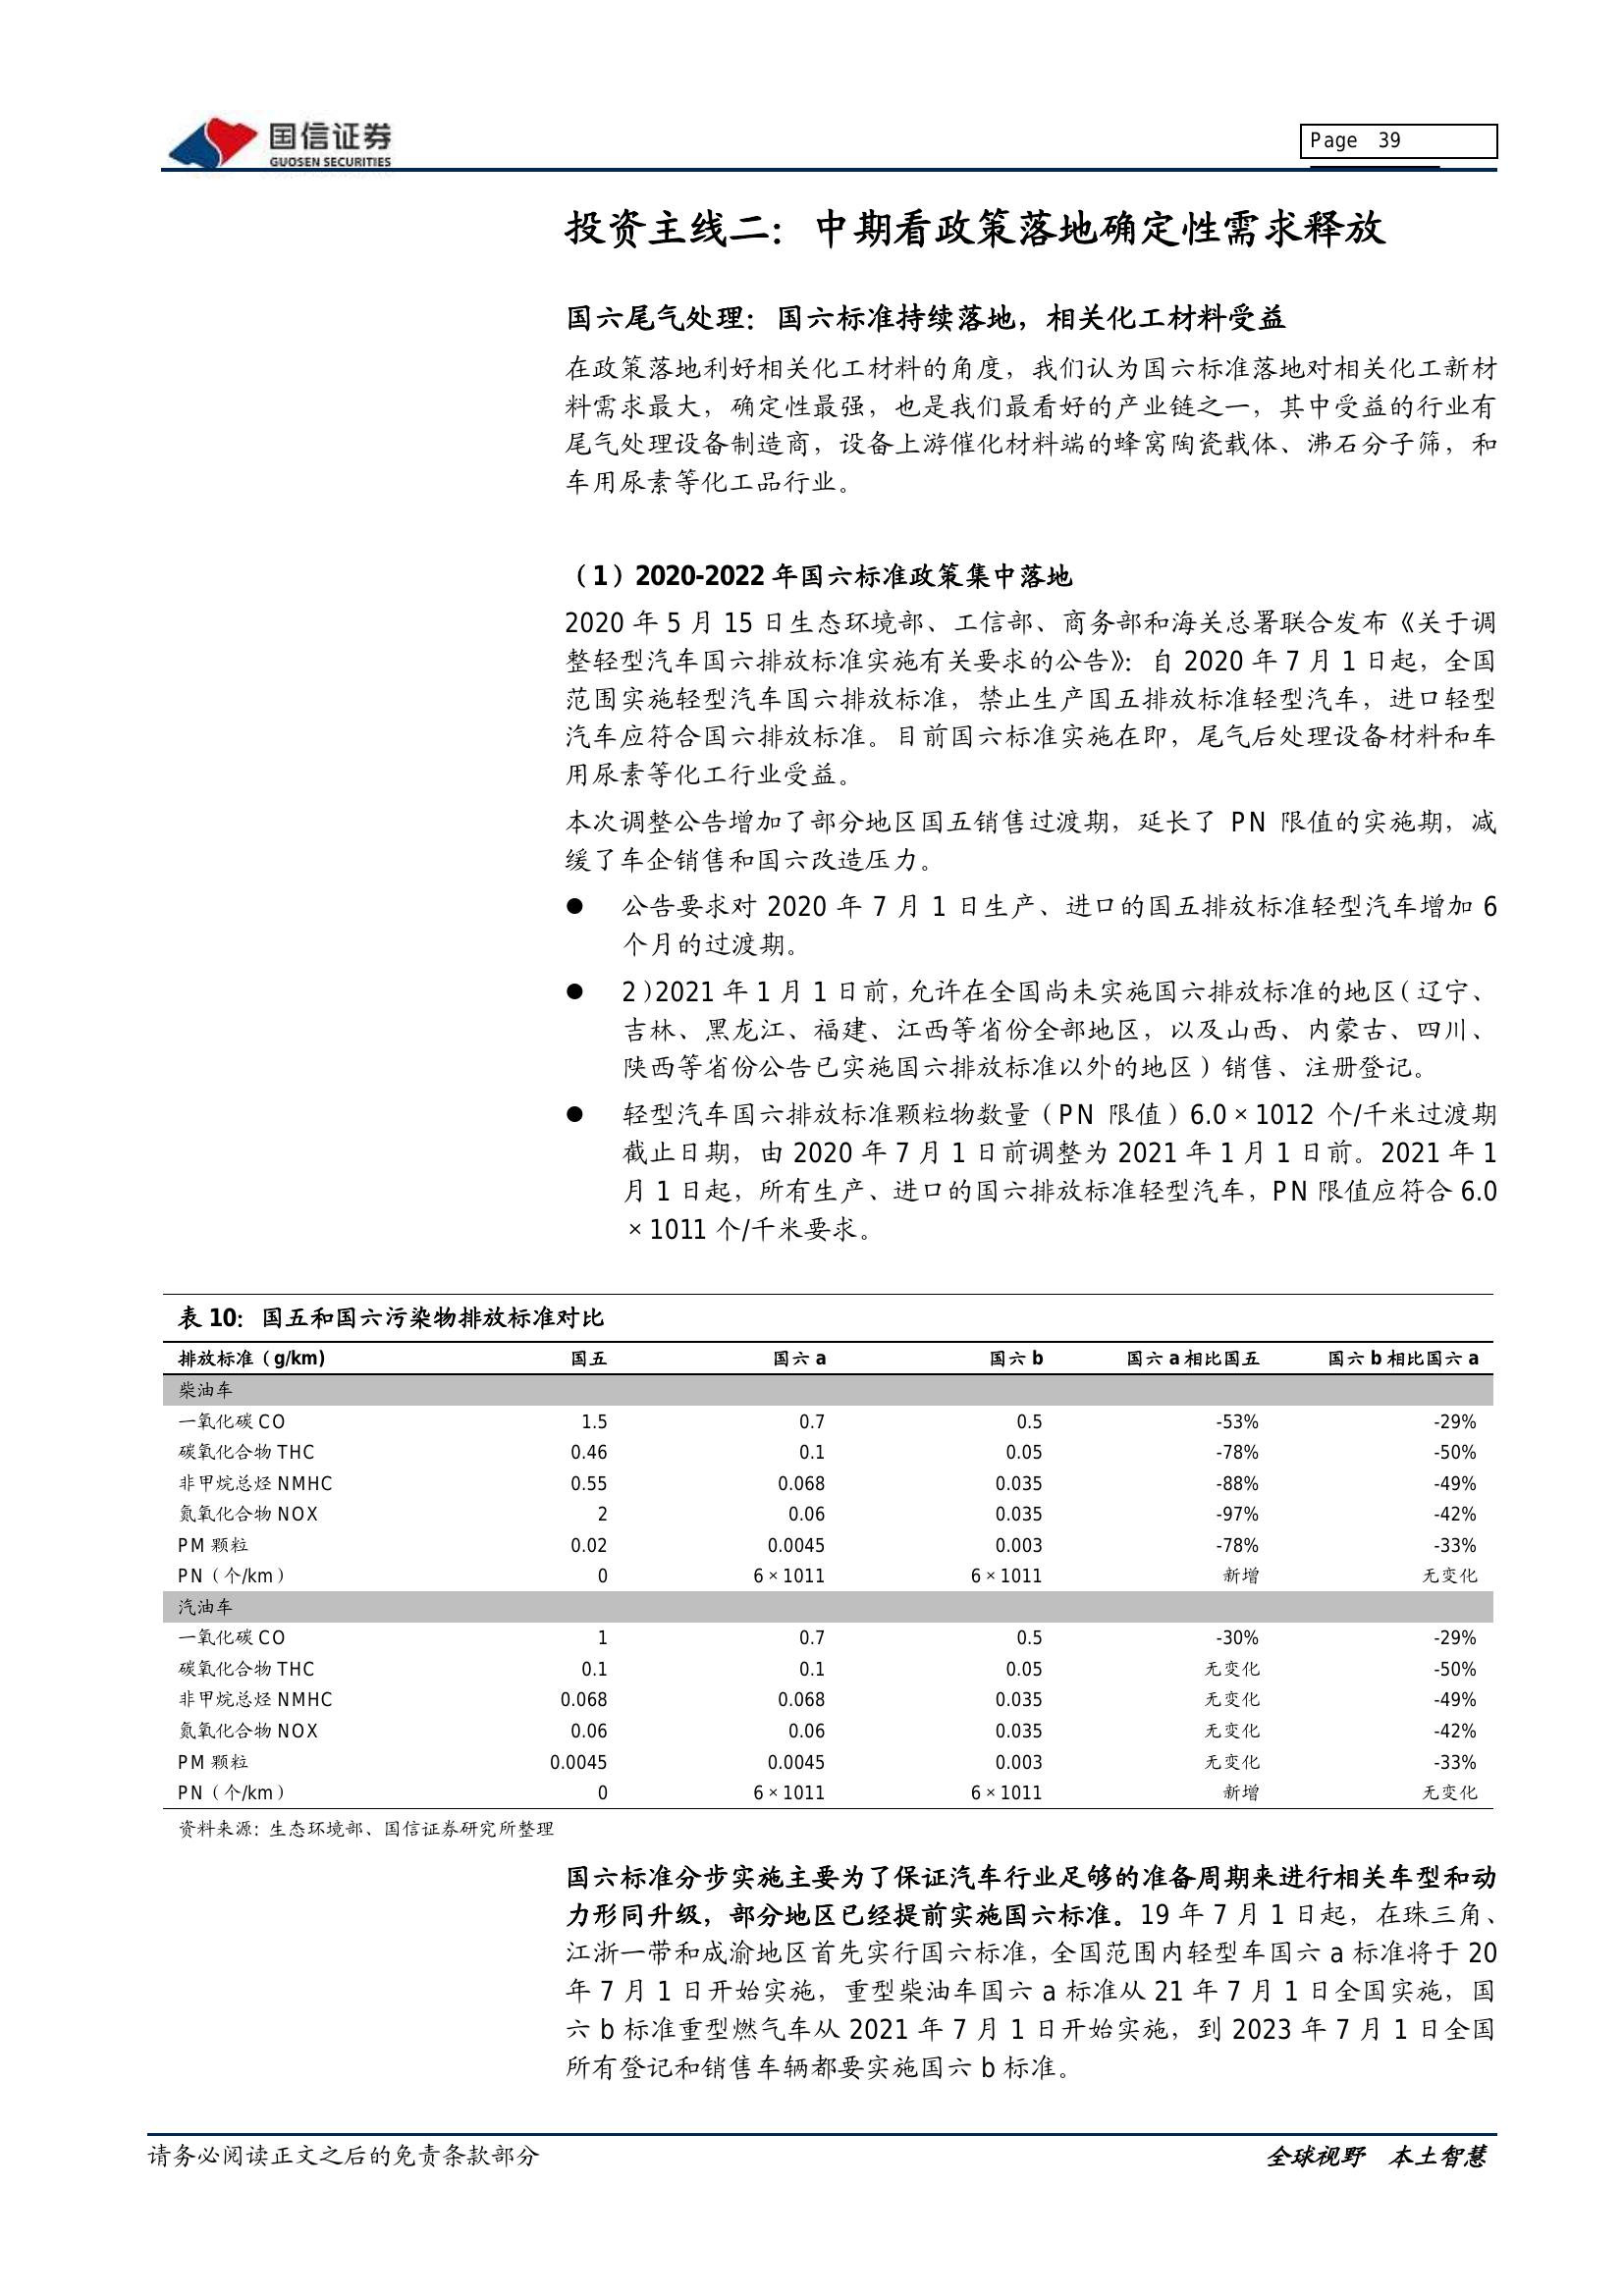 国信证券
GUOSEN SECURITIES
Page 39
投资主线二：中期看政策落地确定性需求释放
国六尾气处理：国六标准持续落地，相关化工材料受益
在政策落地利好相关化工材料的角度，我们认为国六标准落地对相关化工新材
料需求最大，确定性最强，也是我们最看好的产业链之一，其中受益的行业有
尾气处理设备制造商，设备上游催化材料端的蜂窝陶瓷载体、沸石分子筛，和
车用尿素等化工品行业。
（1）2020-2022 年国六标准政策集中落地
2020 年 5 月 15 日生态环境部、工信部、商务部和海关总署联合发布《关于调
整轻型汽车国六排放标准实施有关要求的公告》：自 2020 年 7 月 1 日起，全国
范围实施轻型汽车国六排放标准，禁止生产国五排放标准轻型汽车，进口轻型
汽车应符合国六排放标准。目前国六标准实施在即，尾气后处理设备材料和车
用尿素等化工行业受益。
本次调整公告增加了部分地区国五销售过渡期，延长了 PN 限值的实施期，减
缓了车企销售和国六改造压力。
● 公告要求对 2020 年 7 月 1 日生产、进口的国五排放标准轻型汽车增加 6
个月的过渡期。
● 2）2021 年 1 月 1 日前，允许在全国尚未实施国六排放标准的地区（辽宁、
吉林、黑龙江、福建、江西等省份全部地区，以及山西、内蒙古、四川、
陕西等省份公告已实施国六排放标准以外的地区）销售、注册登记。
● 轻型汽车国六排放标准颗粒物数量（PN 限值）6.0×1012 个/千米过渡期
截止日期，由 2020 年 7 月 1 日前调整为 2021 年 1 月 1 日前。2021 年 1
月 1 日起，所有生产、进口的国六排放标准轻型汽车，PN 限值应符合 6.0
×1011 个/千米要求。
表 10：国五和国六污染物排放标准对比
排放标准（g/km) 国五 国六 a 国六 b 国六 a 相比国五 国六 b 相比国六 a
柴油车
一氧化碳 CO 1.5 0.7 0.5 -53% -29%
碳氧化合物 THC 0.46 0.1 0.05 -78% -50%
非甲烷总烃 NMHC 0.55 0.068 0.035 -88% -49%
氮氧化合物 NOX 2 0.06 0.035 -97% -42%
PM 颗粒 0.02 0.0045 0.003 -78% -33%
PN（个/km） 0 6×1011 6×1011 新增 无变化
汽油车
一氧化碳 CO 1 0.7 0.5 -30% -29%
碳氧化合物 THC 0.1 0.1 0.05 无变化 -50%
非甲烷总烃 NMHC 0.068 0.068 0.035 无变化 -49%
氮氧化合物 NOX 0.06 0.06 0.035 无变化 -42%
PM 颗粒 0.0045 0.0045 0.003 无变化 -33%
PN（个/km） 0 6×1011 6×1011 新增 无变化
资料来源：生态环境部、国信证券研究所整理
国六标准分步实施主要为了保证汽车行业足够的准备周期来进行相关车型和动
力形同升级，部分地区已经提前实施国六标准。19 年 7 月 1 日起，在珠三角、
江浙一带和成渝地区首先实行国六标准，全国范围内轻型车国六 a 标准将于 20
年 7 月 1 日开始实施，重型柴油车国六 a 标准从 21 年 7 月 1 日全国实施，国
六 b 标准重型燃气车从 2021 年 7 月 1 日开始实施，到 2023 年 7 月 1 日全国
所有登记和销售车辆都要实施国六 b 标准。
请务必阅读正文之后的免责条款部分
全球视野 本土智慧